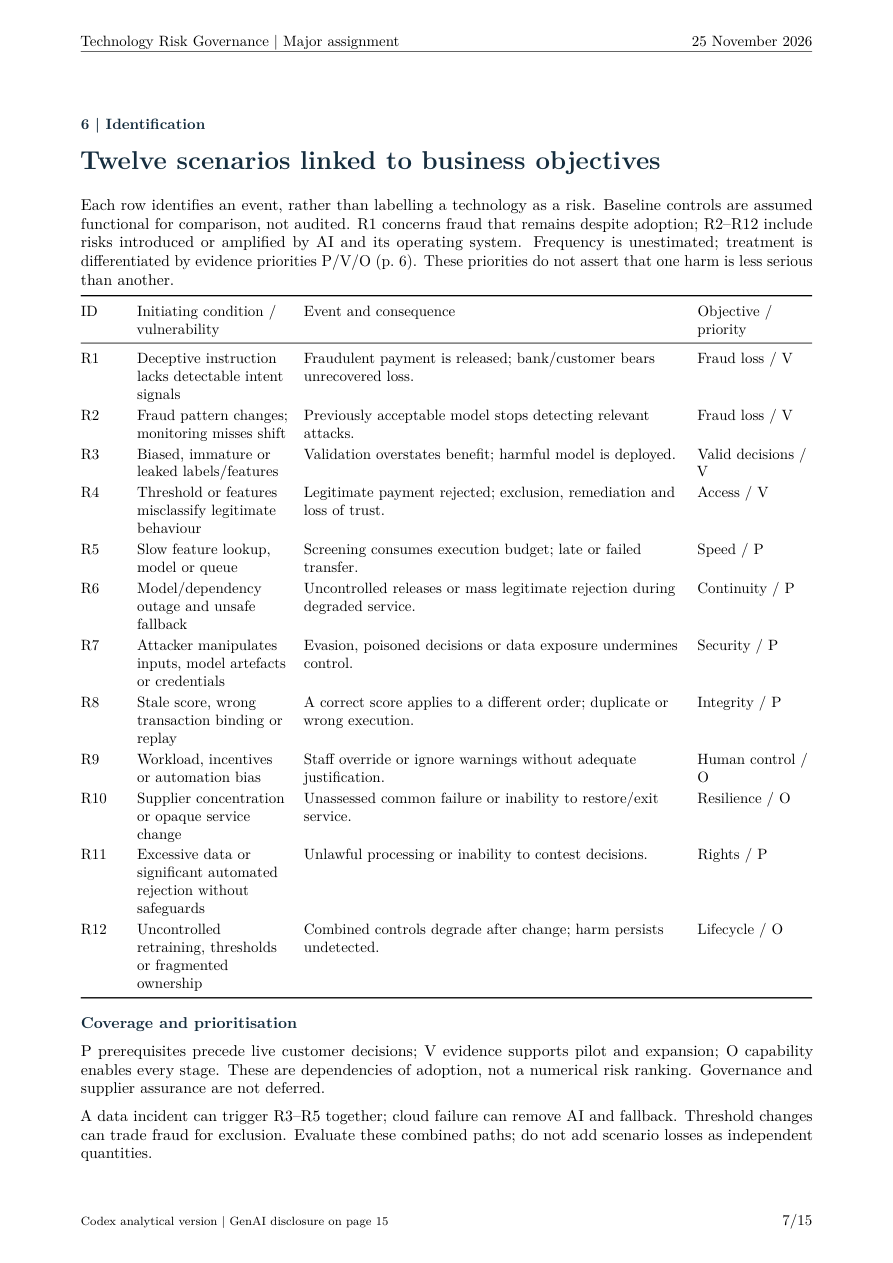 Technology Risk Governance | Major assignment 25 November 2026
6 | Identification
Twelve scenarios linked to business objectives
Each row identifies an event, rather than labelling a technology as a risk. Baseline controls are assumed
functional for comparison, not audited. R1 concerns fraud that remains despite adoption; R2–R12 include
risks introduced or amplified by AI and its operating system. Frequency is unestimated; treatment is
differentiated by evidence priorities P/V/O (p. 6). These priorities do not assert that one harm is less serious
than another.
ID Initiating condition / Event and consequence Objective /
vulnerability priority
R1 Deceptive instruction Fraudulent payment is released; bank/customer bears Fraud loss / V
lacks detectable intent unrecovered loss.
signals
R2 Fraud pattern changes; Previously acceptable model stops detecting relevant Fraud loss / V
monitoring misses shift attacks.
R3 Biased, immature or Validation overstates benefit; harmful model is deployed. Valid decisions /
leaked labels/features V
R4 Threshold or features Legitimate payment rejected; exclusion, remediation and Access / V
misclassify legitimate loss of trust.
behaviour
R5 Slow feature lookup, Screening consumes execution budget; late or failed Speed / P
model or queue transfer.
R6 Model/dependency Uncontrolled releases or mass legitimate rejection during Continuity / P
outage and unsafe degraded service.
fallback
R7 Attacker manipulates Evasion, poisoned decisions or data exposure undermines Security / P
inputs, model artefacts control.
or credentials
R8 Stale score, wrong A correct score applies to a different order; duplicate or Integrity / P
transaction binding or wrong execution.
replay
R9 Workload, incentives Staff override or ignore warnings without adequate Human control /
or automation bias justification. O
R10 Supplier concentration Unassessed common failure or inability to restore/exit Resilience / O
or opaque service service.
change
R11 Excessive data or Unlawful processing or inability to contest decisions. Rights / P
significant automated
rejection without
safeguards
R12 Uncontrolled Combined controls degrade after change; harm persists Lifecycle / O
retraining, thresholds undetected.
or fragmented
ownership
Coverage and prioritisation
P prerequisites precede live customer decisions; V evidence supports pilot and expansion; O capability
enables every stage. These are dependencies of adoption, not a numerical risk ranking. Governance and
supplier assurance are not deferred.
A data incident can trigger R3–R5 together; cloud failure can remove AI and fallback. Threshold changes
can trade fraud for exclusion. Evaluate these combined paths; do not add scenario losses as independent
quantities.
Codex analytical version | GenAI disclosure on page 15 7/15